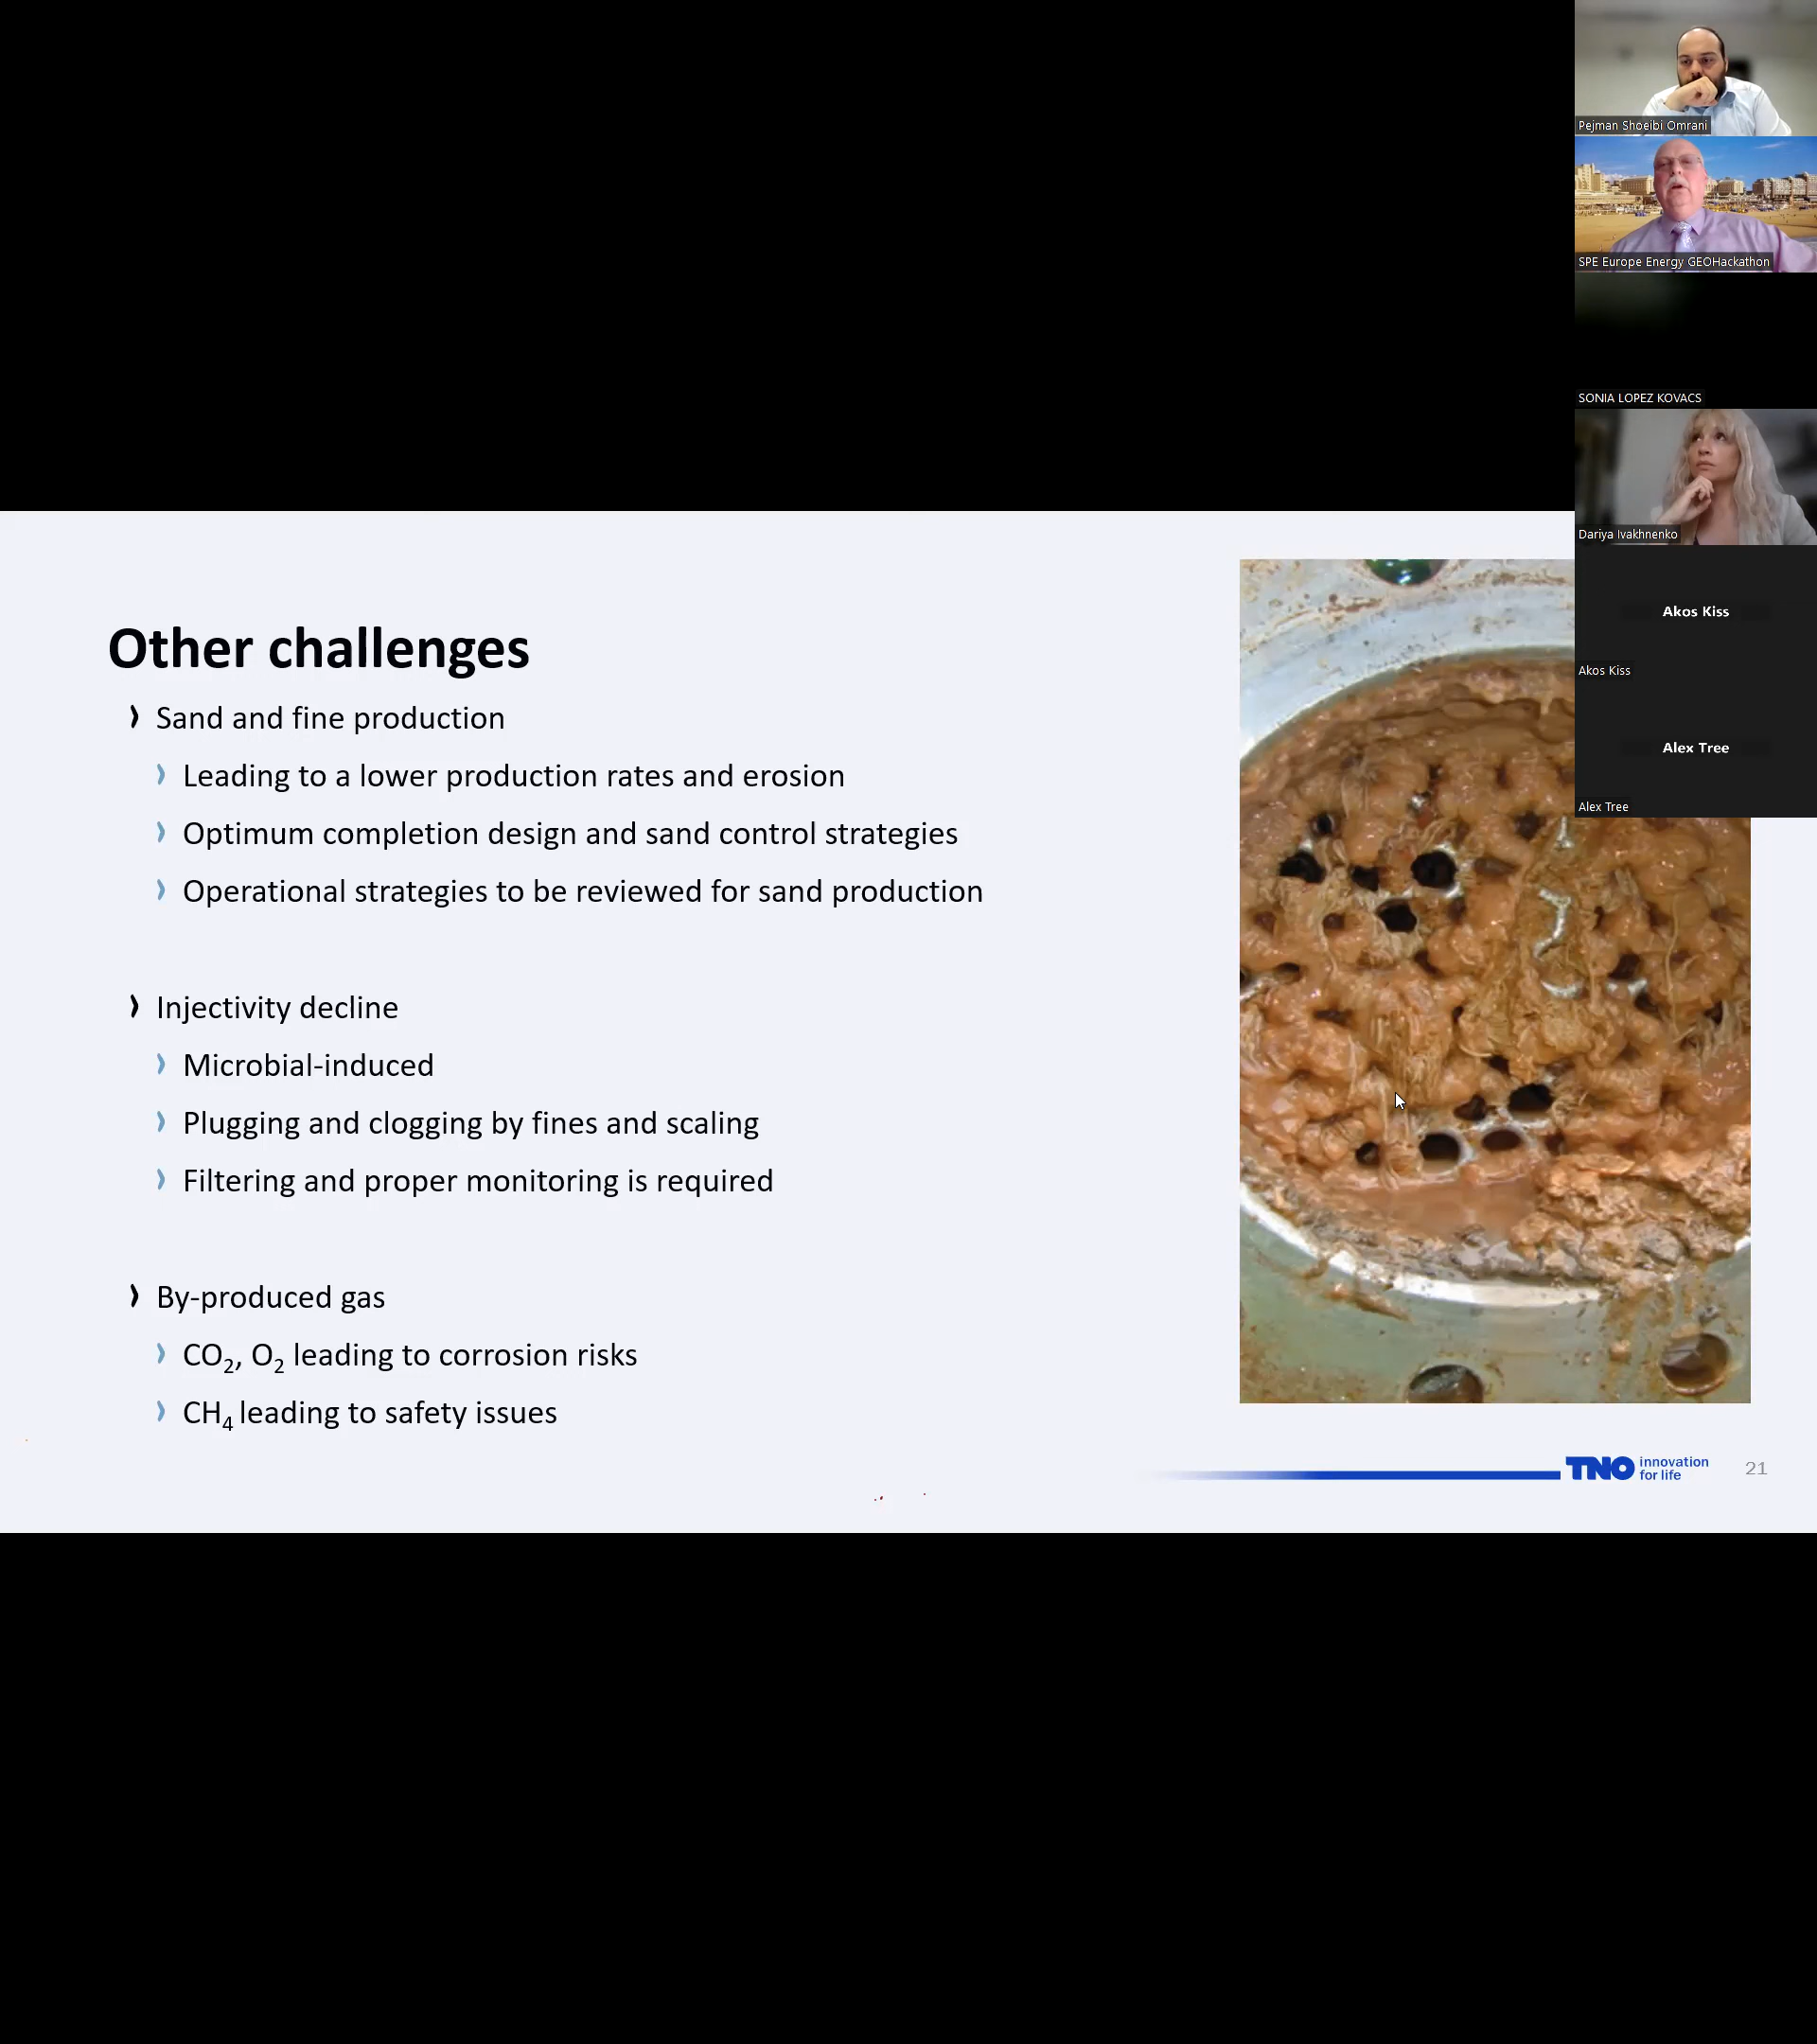 Pejman Shoeibi Omrani
SPE Europe Energy GEOHackathon
SONIA LOPEZ KOVACS
Dariya Ivakhnenko
Akos Kiss
Akos Kiss
Alex Tree
Alex Tree
Other challenges
Sand and fine production
Leading to a lower production rates and erosion
Optimum completion design and sand control strategies
Operational strategies to be reviewed for sand production
Injectivity decline
Microbial-induced
Plugging and clogging by fines and scaling
Filtering and proper monitoring is required
By-produced gas
CO₂, O₂ leading to corrosion risks
CH₄ leading to safety issues
TNO innovation
for life
21